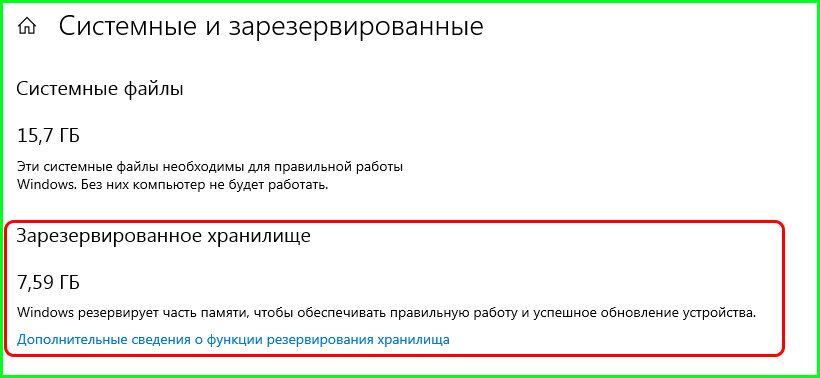 Системные и зарезервированные
Системные файлы
15,7 ГБ
Эти системные файлы необходимы для правильной работы
Windows. Без них компьютер не будет работать.
Зарезервированное хранилище
7,59 ГБ
Windows резервирует часть памяти, чтобы обеспечивать правильную работу и успешное обновление устройства.
Дополнительные сведения о функции резервирования хранилища